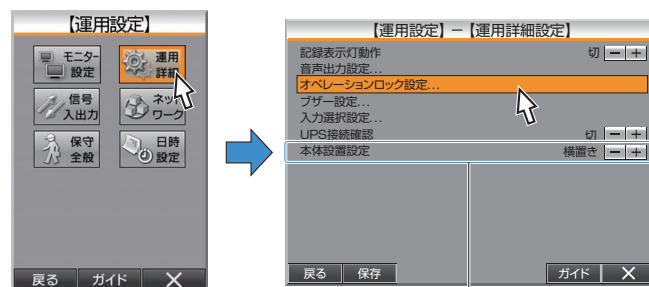 【運用設定】
モニター
設定
運用
詳細
信号
入出力
ネット
ワーク
保守
全般
日時
設定
戻る ガイド ✕
【運用設定】－【運用詳細設定】
記録表示灯動作 切 － ＋
音声出力設定...
オペレーションロック設定...
ブザー設定...
入力選択設定...
UPS接続確認 切 － ＋
本体設置設定 横置き － ＋
戻る 保存 ガイド ✕